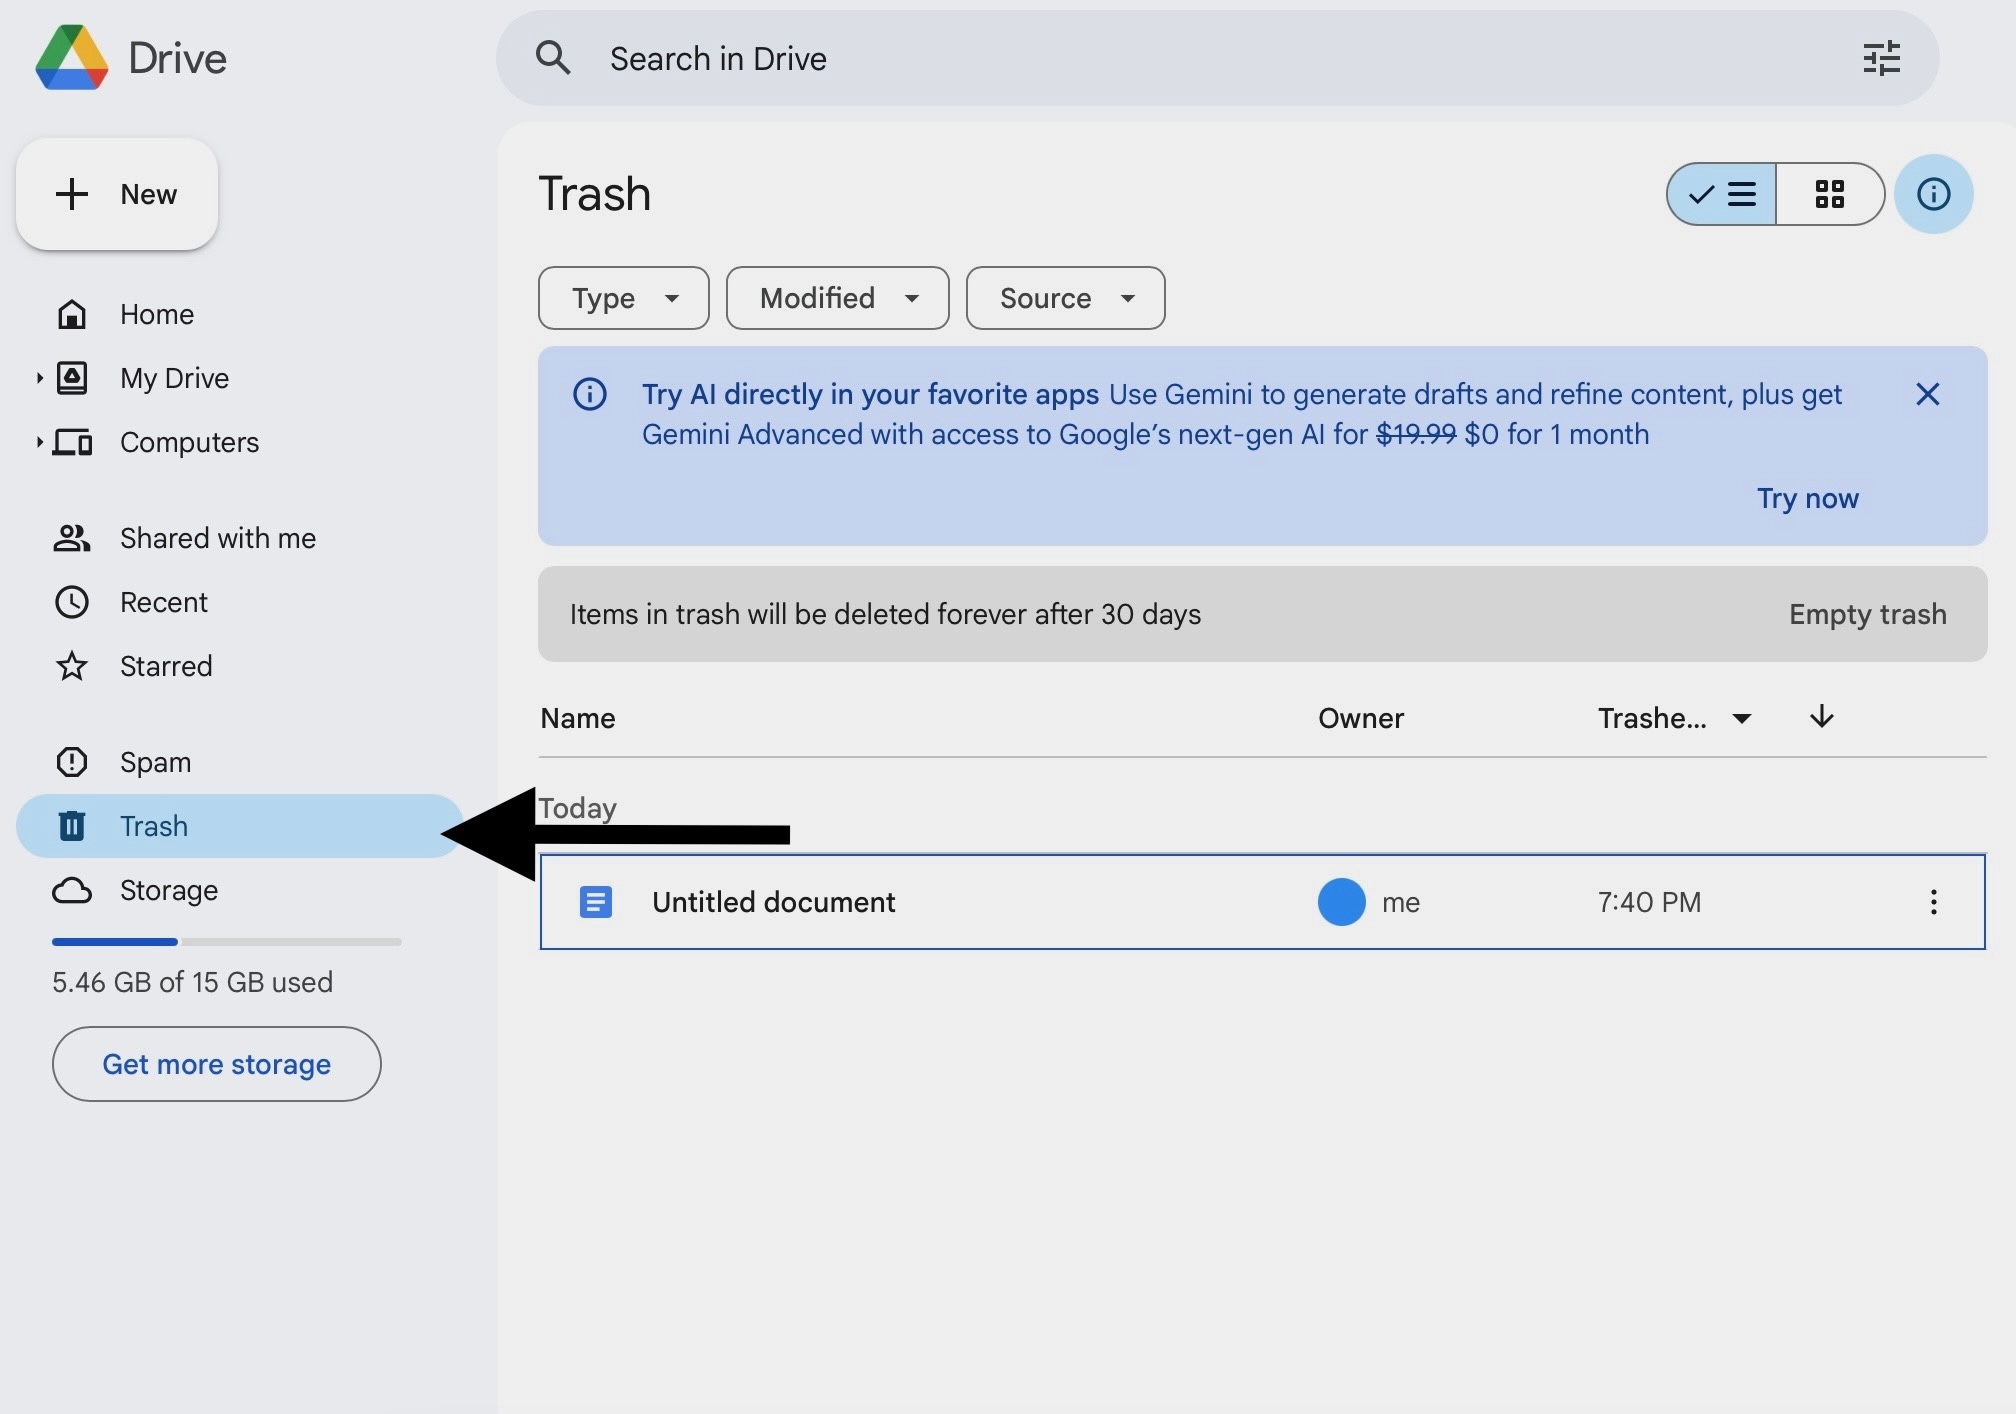 Drive
Search in Drive
New
Home
My Drive
Computers
Shared with me
Recent
Starred
Spam
Trash
Storage
5.46 GB of 15 GB used
Get more storage
Trash
Type
Modified
Source
Try AI directly in your favorite apps Use Gemini to generate drafts and refine content, plus get
Gemini Advanced with access to Google’s next-gen AI for $19.99 $0 for 1 month
Try now
Items in trash will be deleted forever after 30 days
Empty trash
Name Owner Trashe...
Today
Untitled document me 7:40 PM